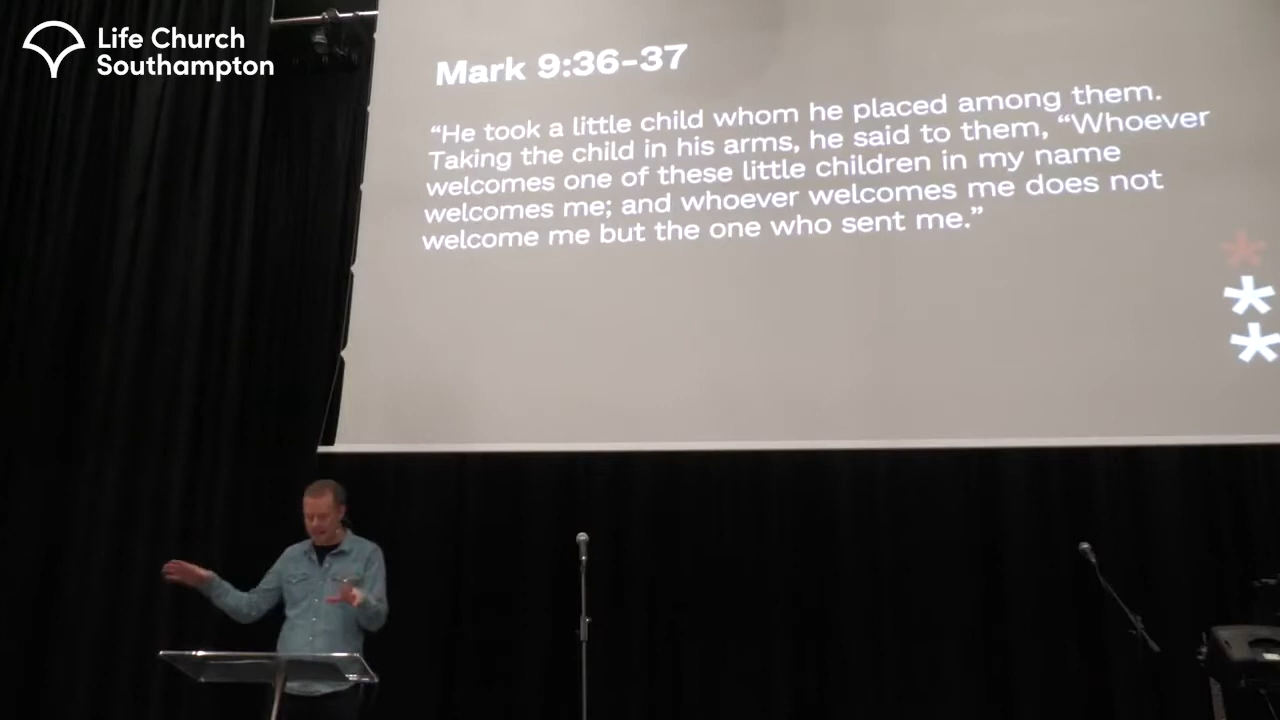 Life Church
Southampton
Mark 9:36-37
“He took a little child whom he placed among them.
Taking the child in his arms, he said to them, “Whoever
welcomes one of these little children in my name
welcomes me; and whoever welcomes me does not
welcome me but the one who sent me.”